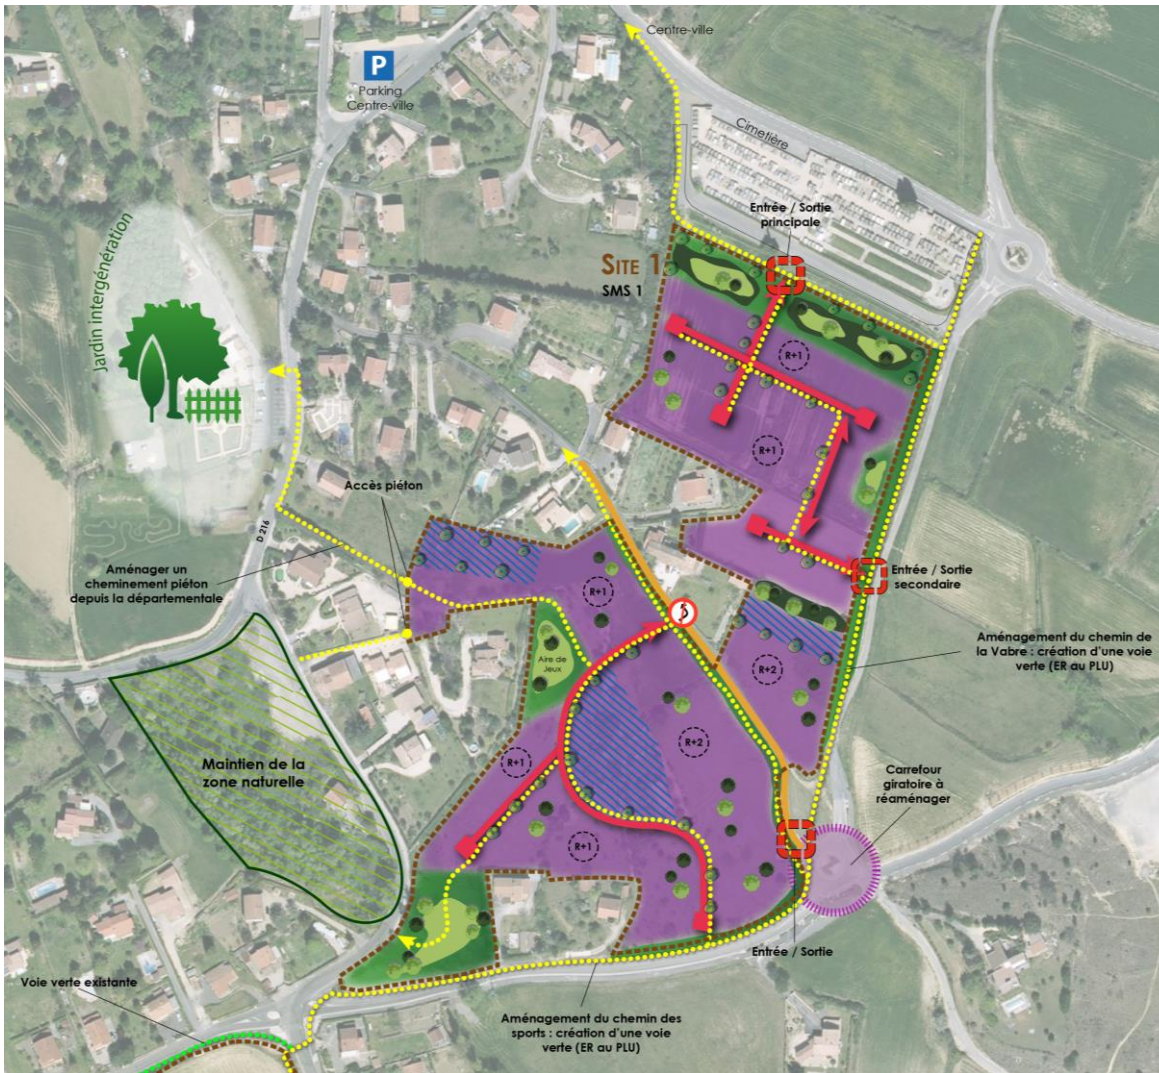 Centre-ville
P
Parking
Centre-ville
Cimetière
Entrée / Sortie
principale
Jardin intergénération
SITE 1
SMS 1
R+1
R+1
Accès piéton
D 216
Aménager un
cheminement piéton
depuis la départementale
Entrée / Sortie
secondaire
R+1
Aménagement du chemin de
la Vabre : création d'une voie
verte (ER au PLU)
Aire de
Jeux
R+2
R+2
R+1
Maintien de la
zone naturelle
Carrefour
giratoire à
réaménager
R+1
Entrée / Sortie
Voie verte existante
Aménagement du chemin des
sports : création d'une voie
verte (ER au PLU)